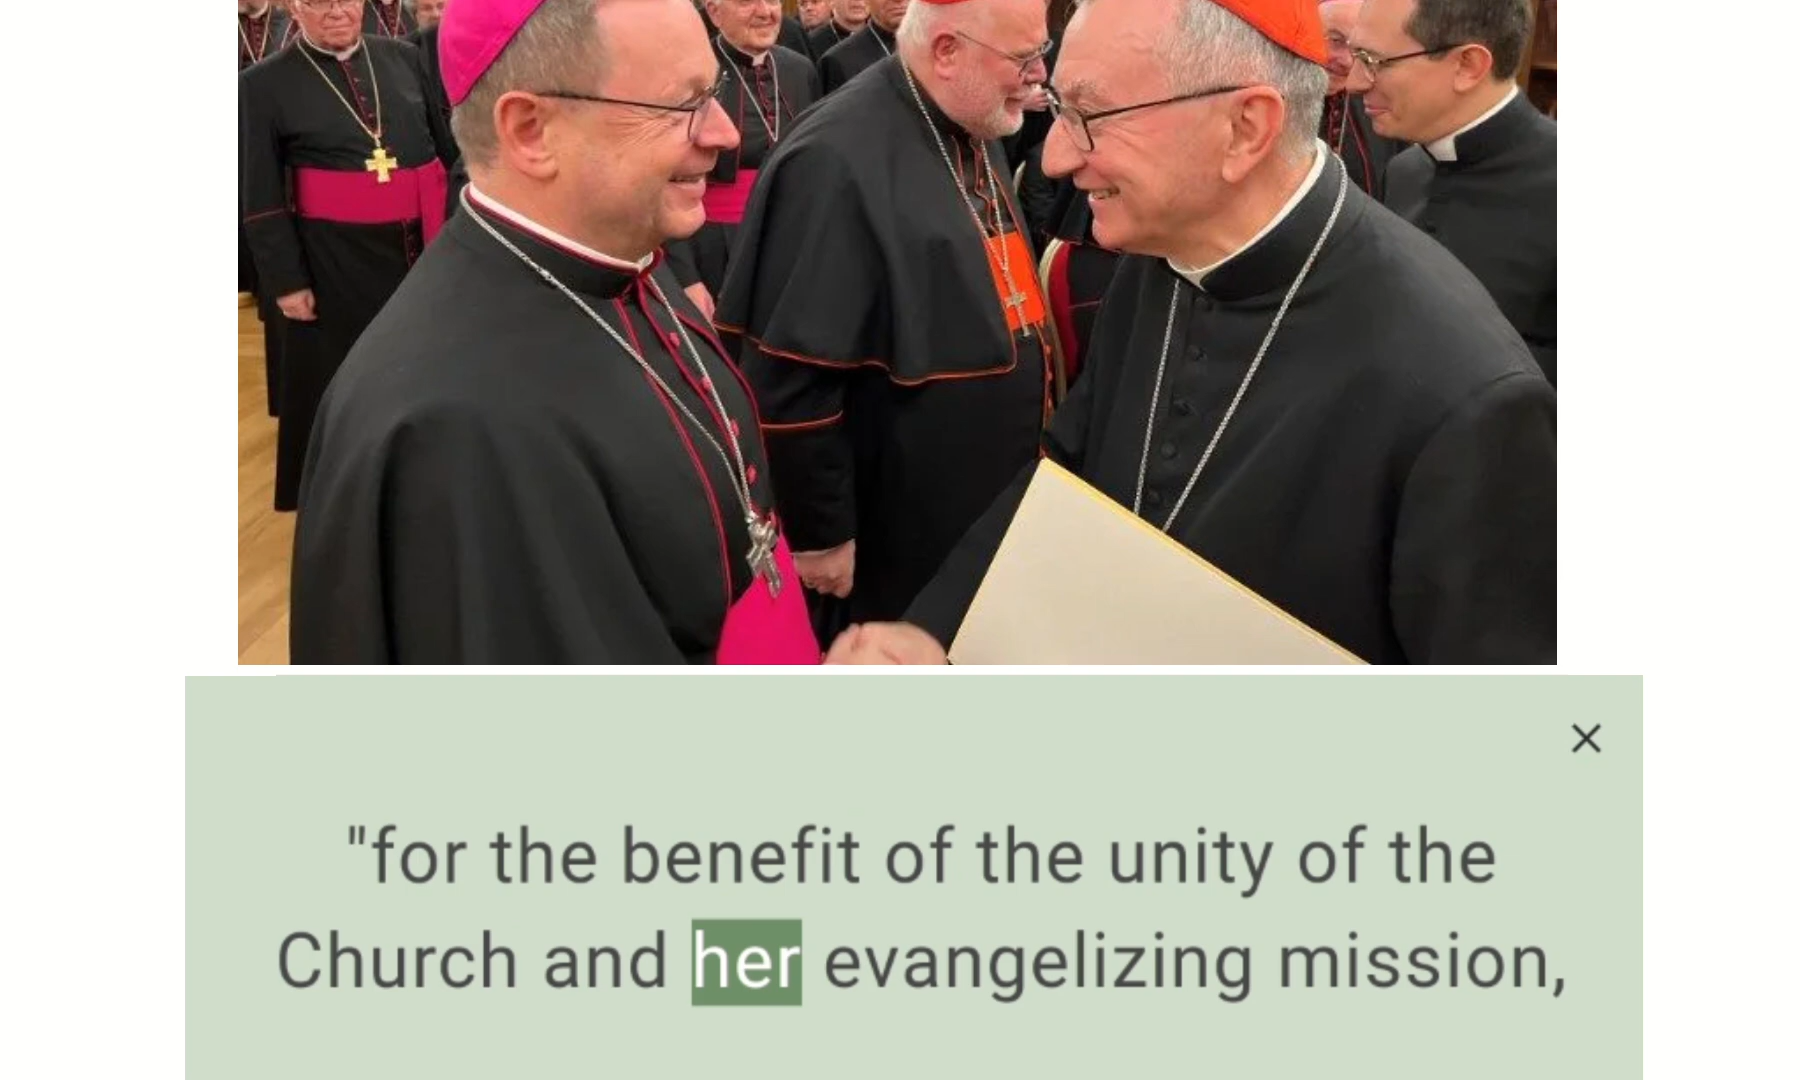 "for the benefit of the unity of the
Church and her evangelizing mission,